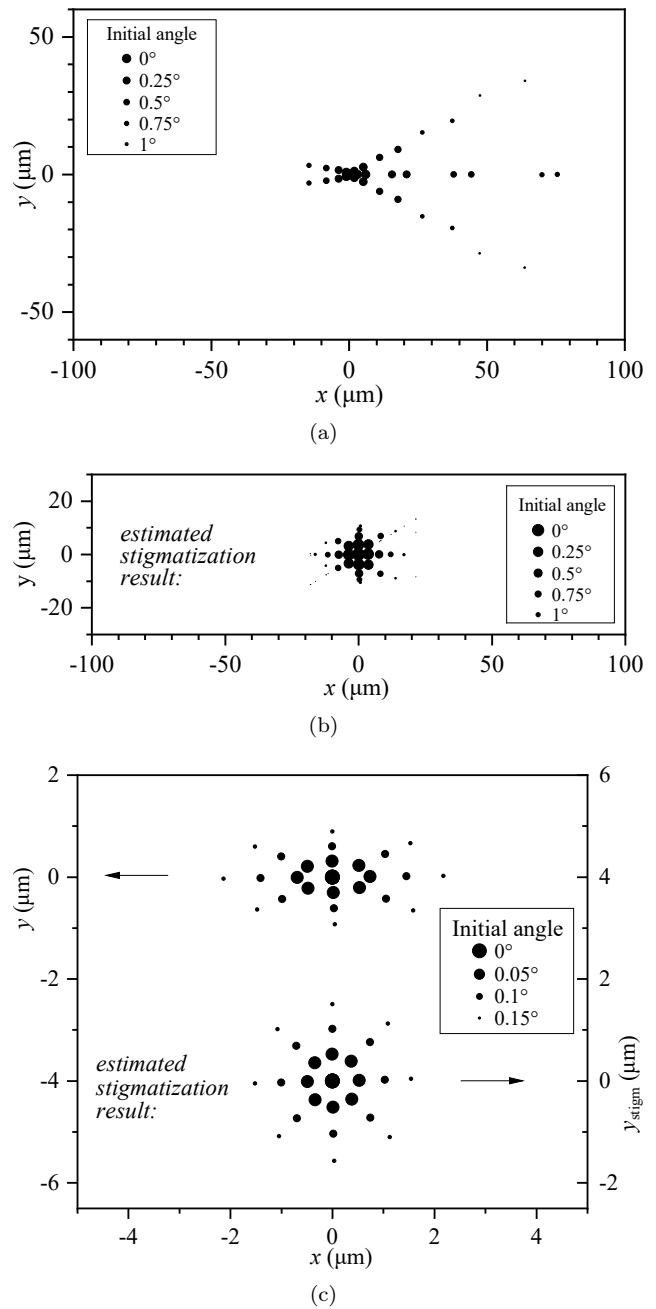 60
Initial angle
0°
0.25°
0.5°
0.75°
1°
y (μm)
0
-50
-100
-50
0
50
100
x (μm)
(a)
20
0
-20
y (μm)
estimated
stigmatization
result:
Initial angle
0°
0.25°
0.5°
0.75°
1°
-100
-50
0
50
100
x (μm)
(b)
2
0
-2
-4
-6
y (μm)
6
4
2
0
-2
y stigm (μm)
Initial angle
0°
0.05°
0.1°
0.15°
estimated
stigmatization
result:
-4
-2
0
2
4
x (μm)
(c)